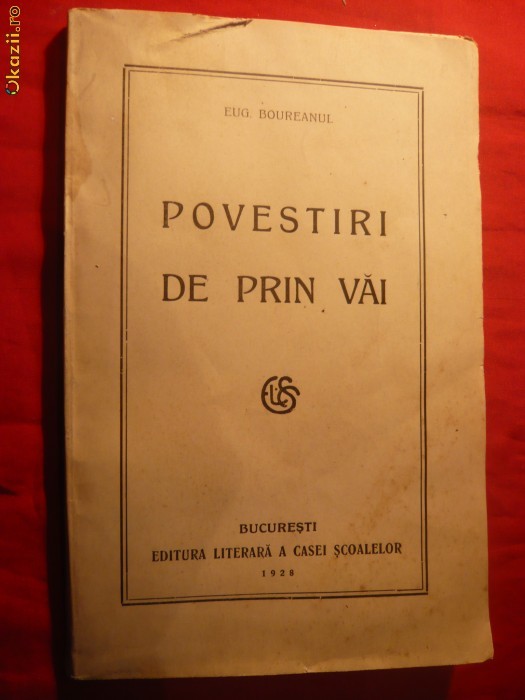 Okazii.ro
EUG. BOUREANUL
POVESTIRI
DE PRIN VĂI
BUCUREȘTI
EDITURA LITERARĂ A CASEI ȘCOALELOR
1928